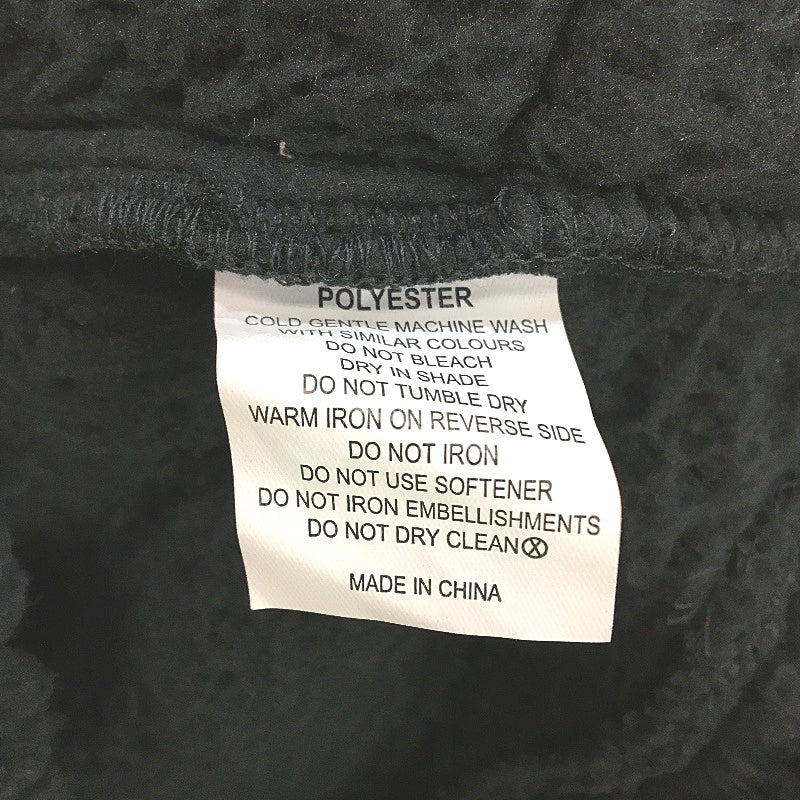 POLYESTER
COLD GENTLE MACHINE WASH
WITH SIMILAR COLOURS
DO NOT BLEACH
DRY IN SHADE
DO NOT TUMBLE DRY
WARM IRON ON REVERSE SIDE
DO NOT IRON
DO NOT USE SOFTENER
DO NOT IRON EMBELLISHMENTS
DO NOT DRY CLEANⓧ
MADE IN CHINA